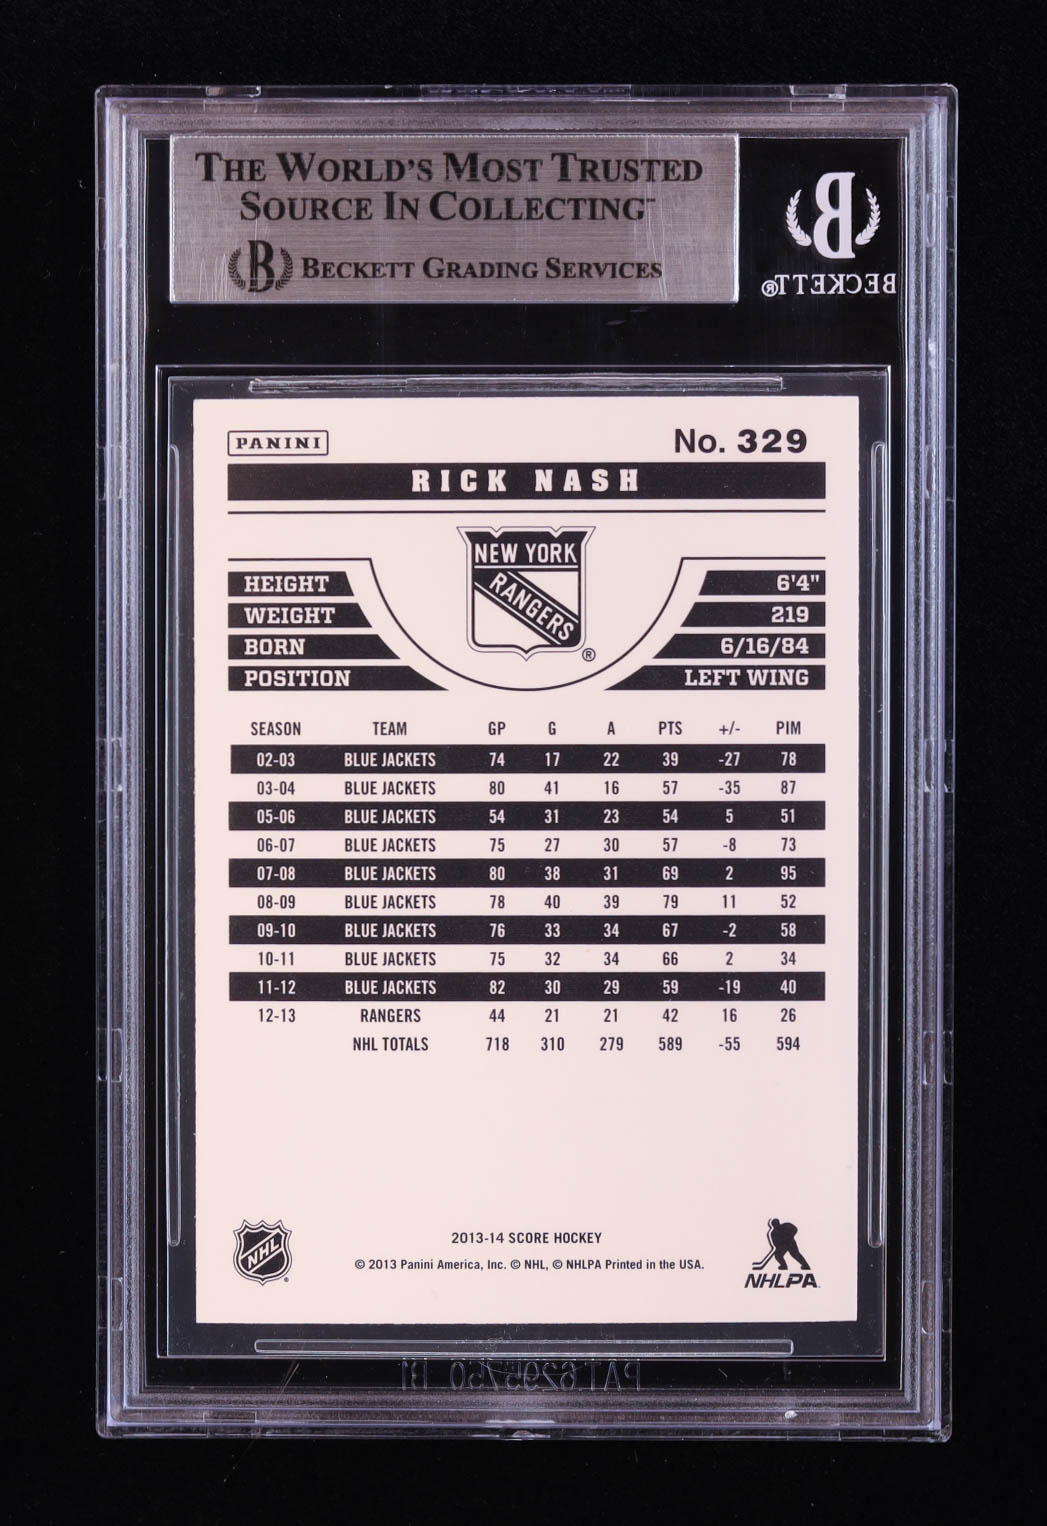 THE WORLD'S MOST TRUSTED
SOURCE IN COLLECTING™
B BECKETT GRADING SERVICES
B
BECKETT®
PANINI
No. 329
RICK NASH
NEW YORK
RANGERS
®
HEIGHT 6'4"
WEIGHT 219
BORN 6/16/84
POSITION LEFT WING
SEASON TEAM GP G A PTS +/- PIM
02-03 BLUE JACKETS 74 17 22 39 -27 78
03-04 BLUE JACKETS 80 41 16 57 -35 87
05-06 BLUE JACKETS 54 31 23 54 5 51
06-07 BLUE JACKETS 75 27 30 57 -8 73
07-08 BLUE JACKETS 80 38 31 69 2 95
08-09 BLUE JACKETS 78 40 39 79 11 52
09-10 BLUE JACKETS 76 33 34 67 -2 58
10-11 BLUE JACKETS 75 32 34 66 2 34
11-12 BLUE JACKETS 82 30 29 59 -19 40
12-13 RANGERS 44 21 21 42 16 26
NHL TOTALS 718 310 279 589 -55 594
NHL
2013-14 SCORE HOCKEY
© 2013 Panini America, Inc. © NHL, © NHLPA Printed in the USA.
NHLPA
PAT.6295750 B1